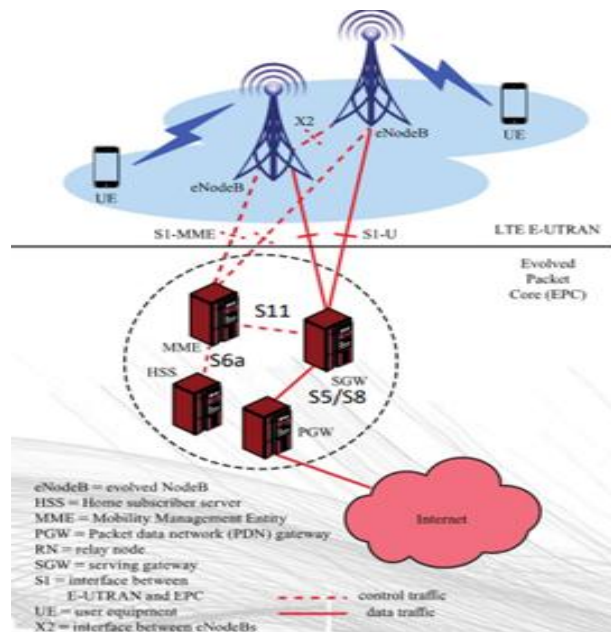 X2
eNodeB
UE
eNodeB
UE
S1-MME
S1-U
LTE E-UTRAN
Evolved
Packet
Core (EPC)
S11
MME
S6a
HSS
SGW
S5/S8
PGW
Internet
eNodeB = evolved NodeB
HSS = Home subscriber server
MME = Mobility Management Entity
PGW = Packet data network (PDN) gateway
RN = relay node
SGW = serving gateway
S1 = interface between
E-UTRAN and EPC
UE = user equipment
X2 = interface between eNodeBs
control traffic
data traffic